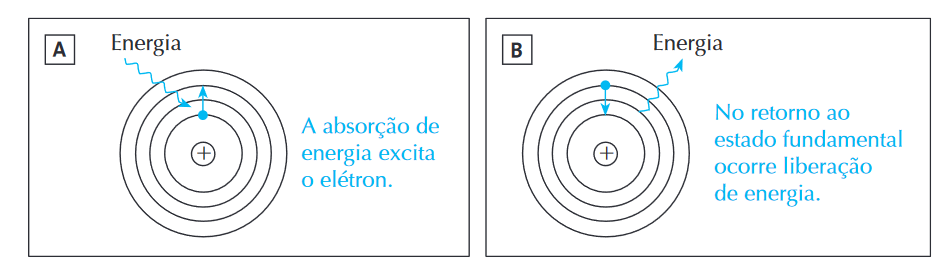 A
Energia
+
A absorção de
energia excita
o elétron.
B
Energia
+
No retorno ao
estado fundamental
ocorre liberação
de energia.